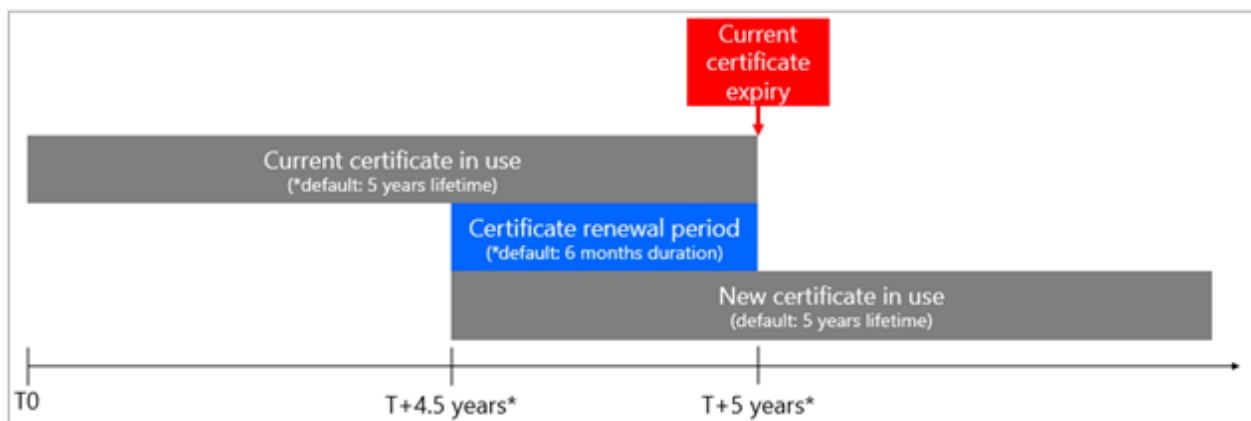 Current
certificate
expiry
Current certificate in use
(*default: 5 years lifetime)
Certificate renewal period
(*default: 6 months duration)
New certificate in use
(default: 5 years lifetime)
T0
T+4.5 years*
T+5 years*